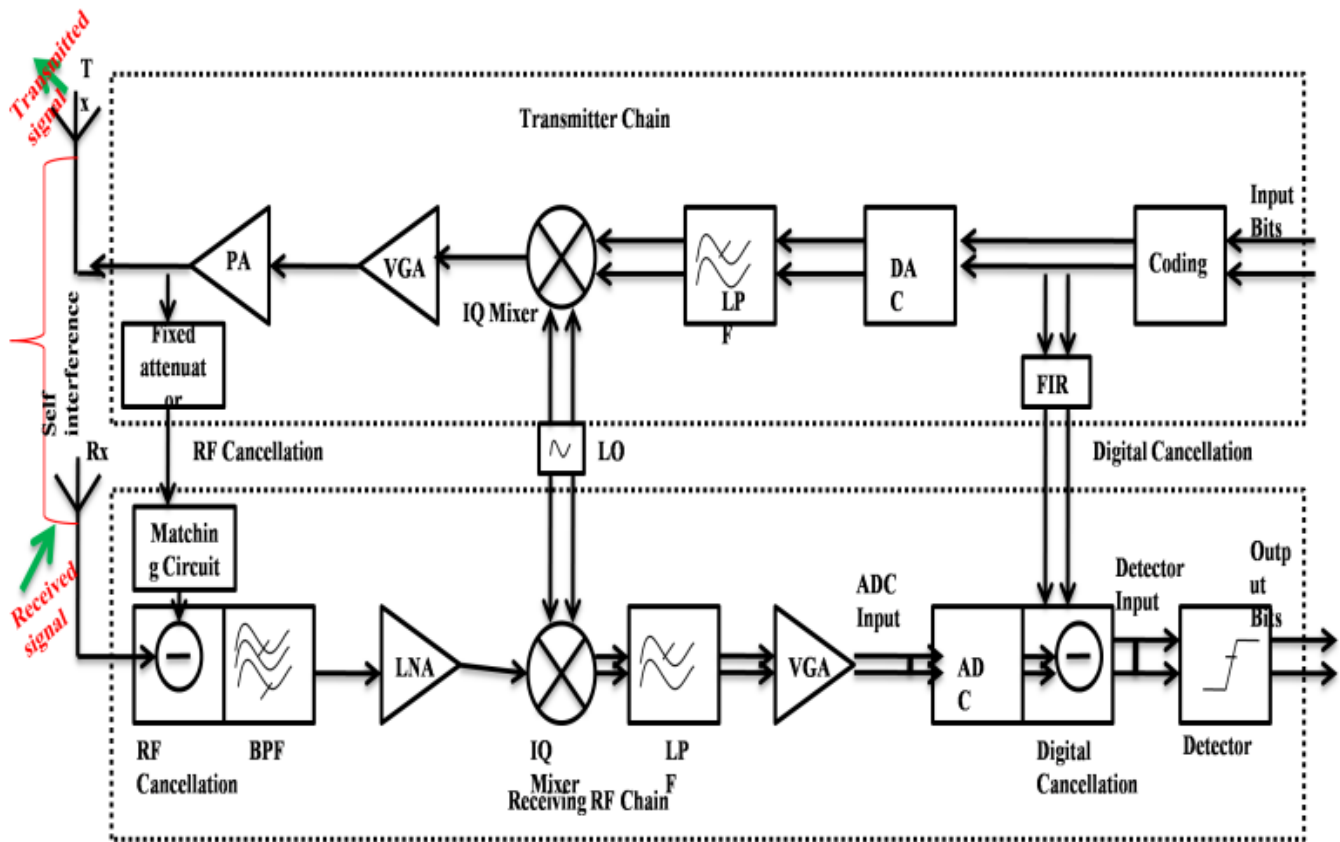 Transmitted
signal
T
x
Transmitter Chain
Input
Bits
PA
VGA
IQ Mixer
LP
F
DA
C
Coding
Fixed
attenuat
or
FIR
Self
interference
RF Cancellation
LO
Digital Cancellation
Rx
Matchin
g Circuit
Received
signal
ADC
Input
Detector
Input
Outp
ut
Bits
LNA
VGA
AD
C
RF
Cancellation
BPF
IQ
Mixer
LP
F
Digital
Cancellation
Detector
Receiving RF Chain